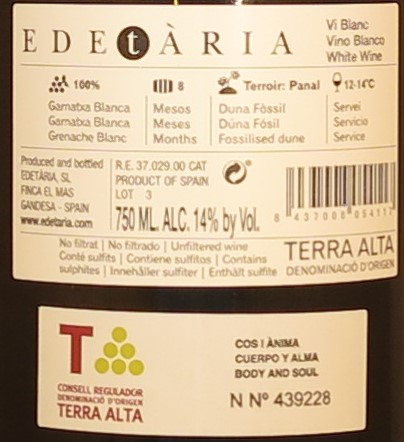 EDETÀRIA
Vi Blanc
Vino Blanco
White Wine
100%
Garnatxa Blanca
Garnatxa Blanca
Grenache Blanc
8
Mesos
Meses
Months
Terroir: Panal
Duna Fòssil
Duna Fósil
Fossilised dune
12-14°C
Servei
Servicio
Service
Produced and bottled
EDETÀRIA, SL
FINCA EL MAS
GANDESA - SPAIN
www.edetaria.com
R.E. 37.029.00 CAT
PRODUCT OF SPAIN
LOT 3
750 ML. ALC. 14% by Vol.
8 437008 054117
No filtrat | No filtrado | Unfiltered wine
Conté sulfits | Contiene sulfitos | Contains
sulphites | Innehåller sulfiter | Enthält sulfite
TERRA ALTA
DENOMINACIÓ D'ORIGEN
T
CONSELL REGULADOR
DENOMINACIÓ D'ORIGEN
TERRA ALTA
COS I ÀNIMA
CUERPO Y ALMA
BODY AND SOUL
N Nº 439228